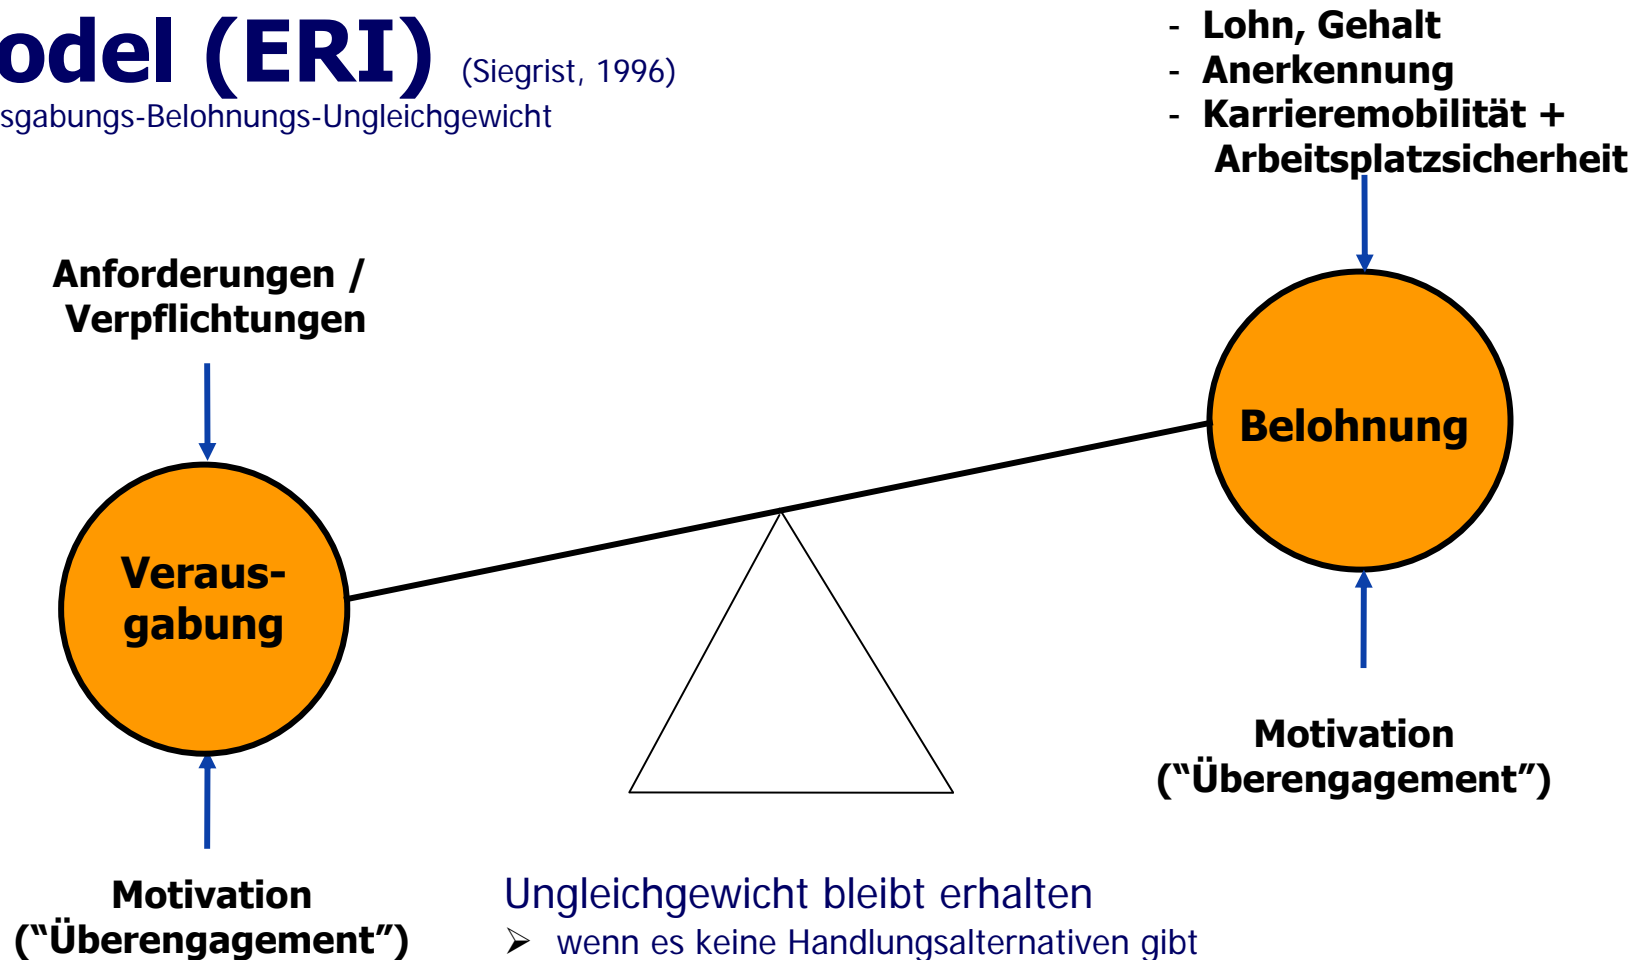 odel (ERI) (Siegrist, 1996)
sgabungs-Belohnungs-Ungleichgewicht
- Lohn, Gehalt
- Anerkennung
- Karrieremobilität +
Arbeitsplatzsicherheit
Anforderungen /
Verpflichtungen
Belohnung
Veraus-
gabung
Motivation
(“Überengagement”)
Motivation
(“Überengagement”)
Ungleichgewicht bleibt erhalten
➢ wenn es keine Handlungsalternativen gibt